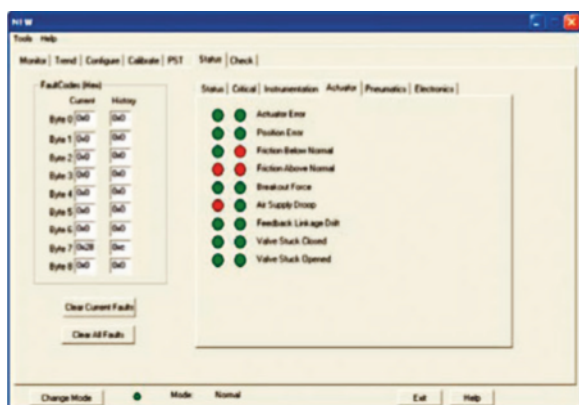 Tools Help
Monitor Trend Configure Calibrate PST Status Check
FaultCodes (Hex)
Current History
Byte 0 0x0 0x0
Byte 1 0x0 0x0
Byte 2 0x0 0x0
Byte 3 0x0 0x0
Byte 4 0x0 0x0
Byte 5 0x0 0x0
Byte 6 0x0 0x0
Byte 7 0x28
Byte 8 0x0 0x0
Clear Current Faults
Clear All Faults
Status Critical Instrumentation Actuator Pneumatics Electronics
Actuator Error
Position Error
Friction Below Normal
Friction Above Normal
Breakout Force
Air Supply Droop
Feedback Linkage Drift
Valve Stuck Closed
Valve Stuck Opened
Change Mode Mode: Normal Exit Help